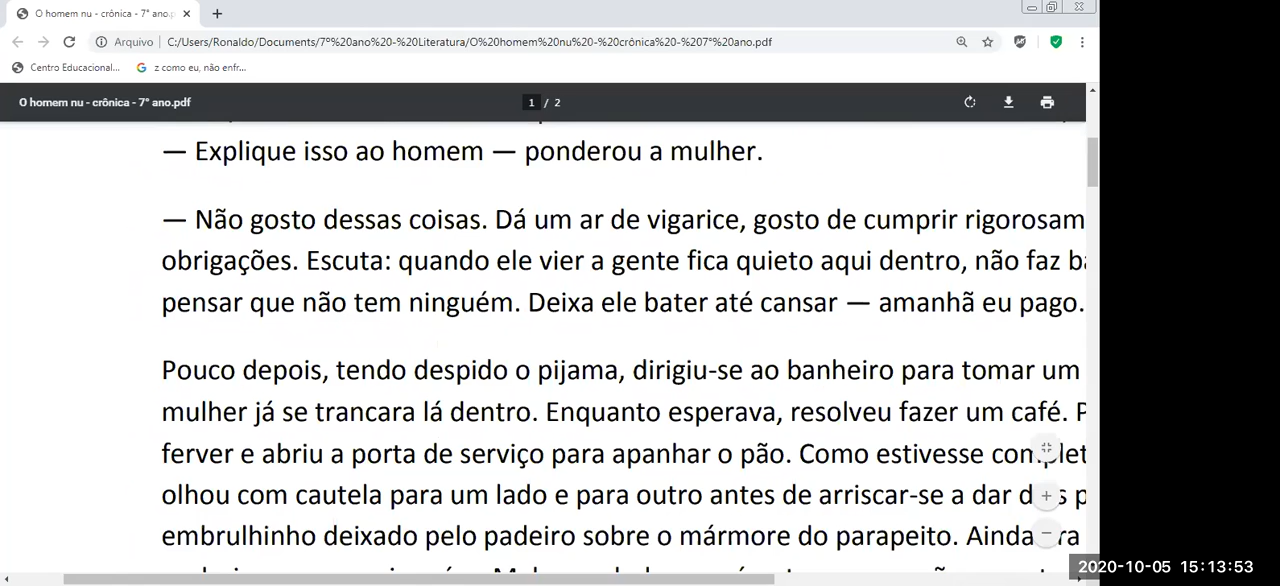 O homem nu - crônica - 7° ano.p
Arquivo | C:/Users/Ronaldo/Documents/7º%20ano%20-%20Literatura/O%20homem%20nu%20-%20crônica%20-%207°%20ano.pdf
Centro Educacional... z como eu, não enfr...
O homem nu - crônica - 7° ano.pdf 1 / 2
— Explique isso ao homem — ponderou a mulher.
— Não gosto dessas coisas. Dá um ar de vigarice, gosto de cumprir rigorosam
obrigações. Escuta: quando ele vier a gente fica quieto aqui dentro, não faz ba
pensar que não tem ninguém. Deixa ele bater até cansar — amanhã eu pago.
Pouco depois, tendo despido o pijama, dirigiu-se ao banheiro para tomar um
mulher já se trancara lá dentro. Enquanto esperava, resolveu fazer um café. P
ferver e abriu a porta de serviço para apanhar o pão. Como estivesse complet
olhou com cautela para um lado e para outro antes de arriscar-se a dar dois p
embrulhinho deixado pelo padeiro sobre o mármore do parapeito. Ainda era
2020-10-05 15:13:53